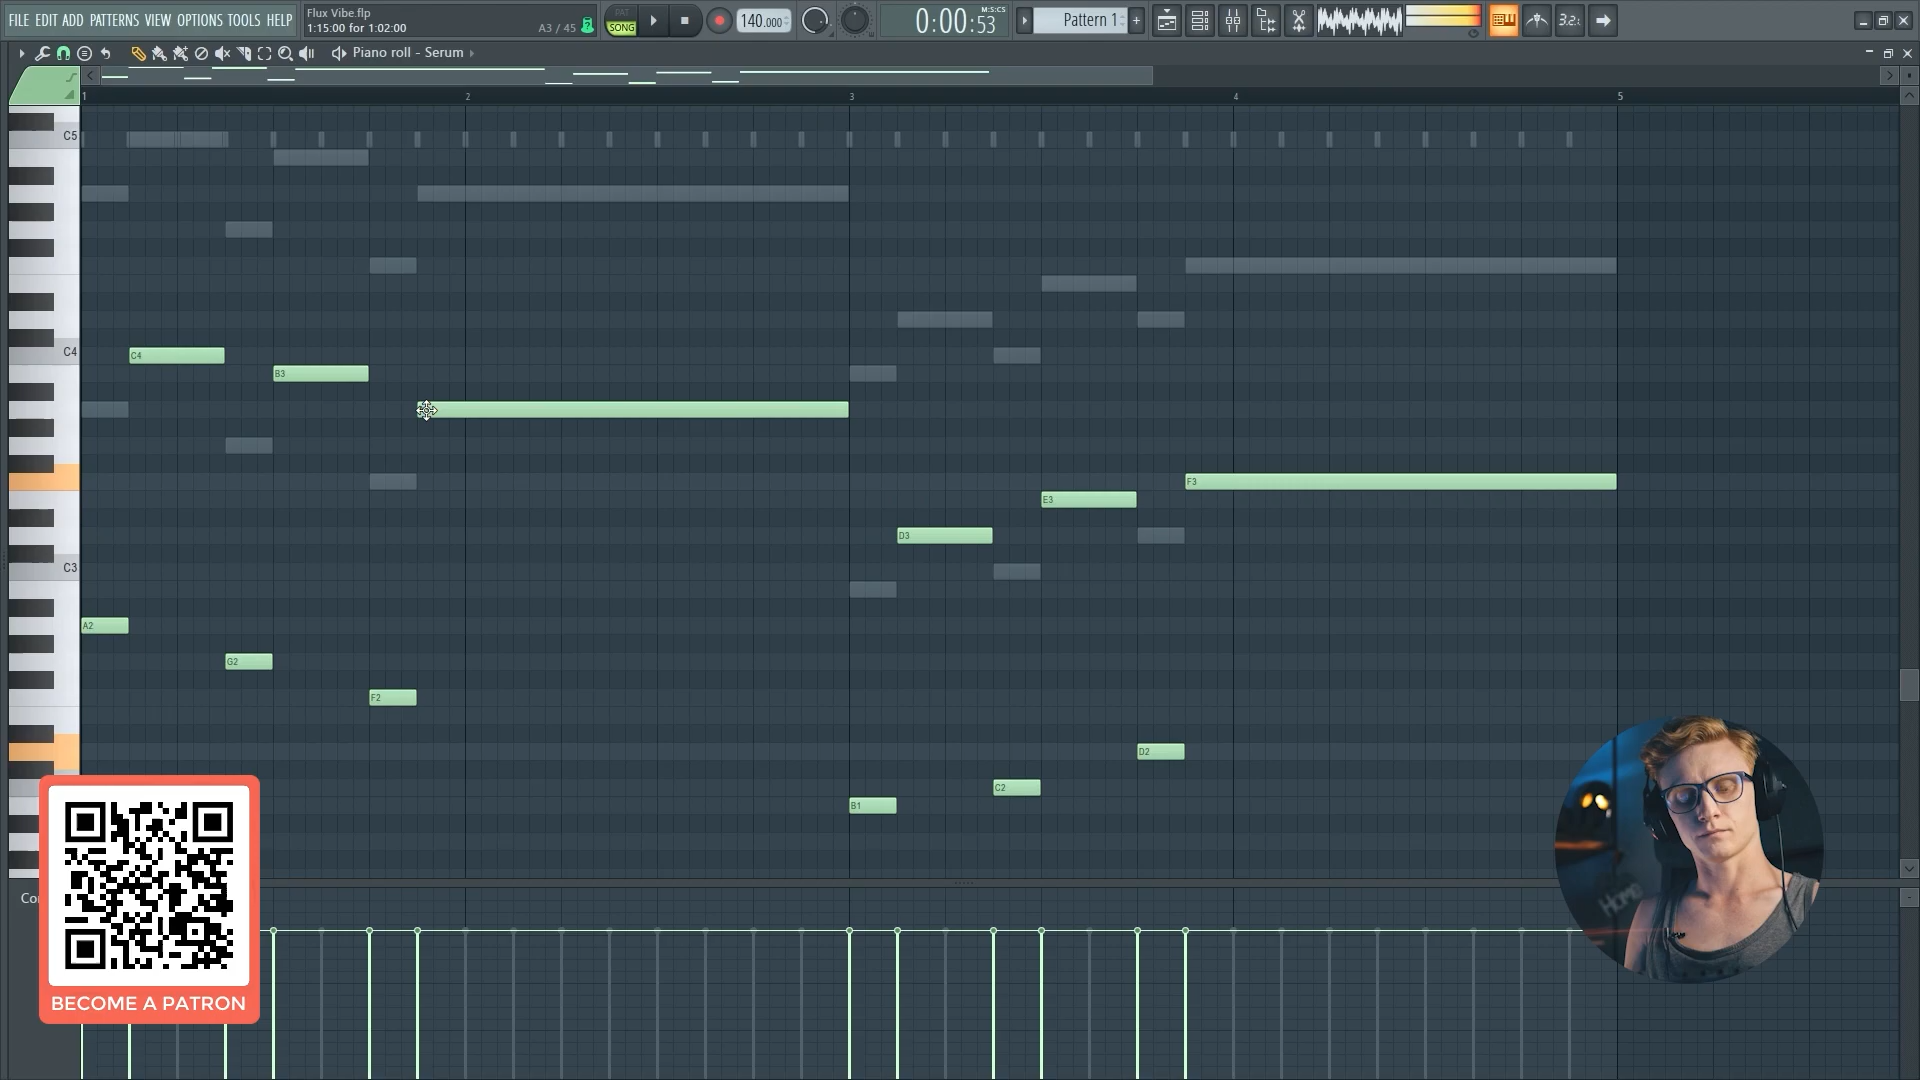 FILE EDIT ADD PATTERNS VIEW OPTIONS TOOLS HELP
Flux Vibe.flp
1:15:00 for 1:02:00
A3 / 45
PAT
SONG
140.000
0:00:53
M:S:CS
Pattern 1
Piano roll - Serum
1
2
3
4
5
C5
C4
C4
B3
F3
E3
D3
C3
A2
G2
F2
D2
C2
B1
BECOME A PATRON